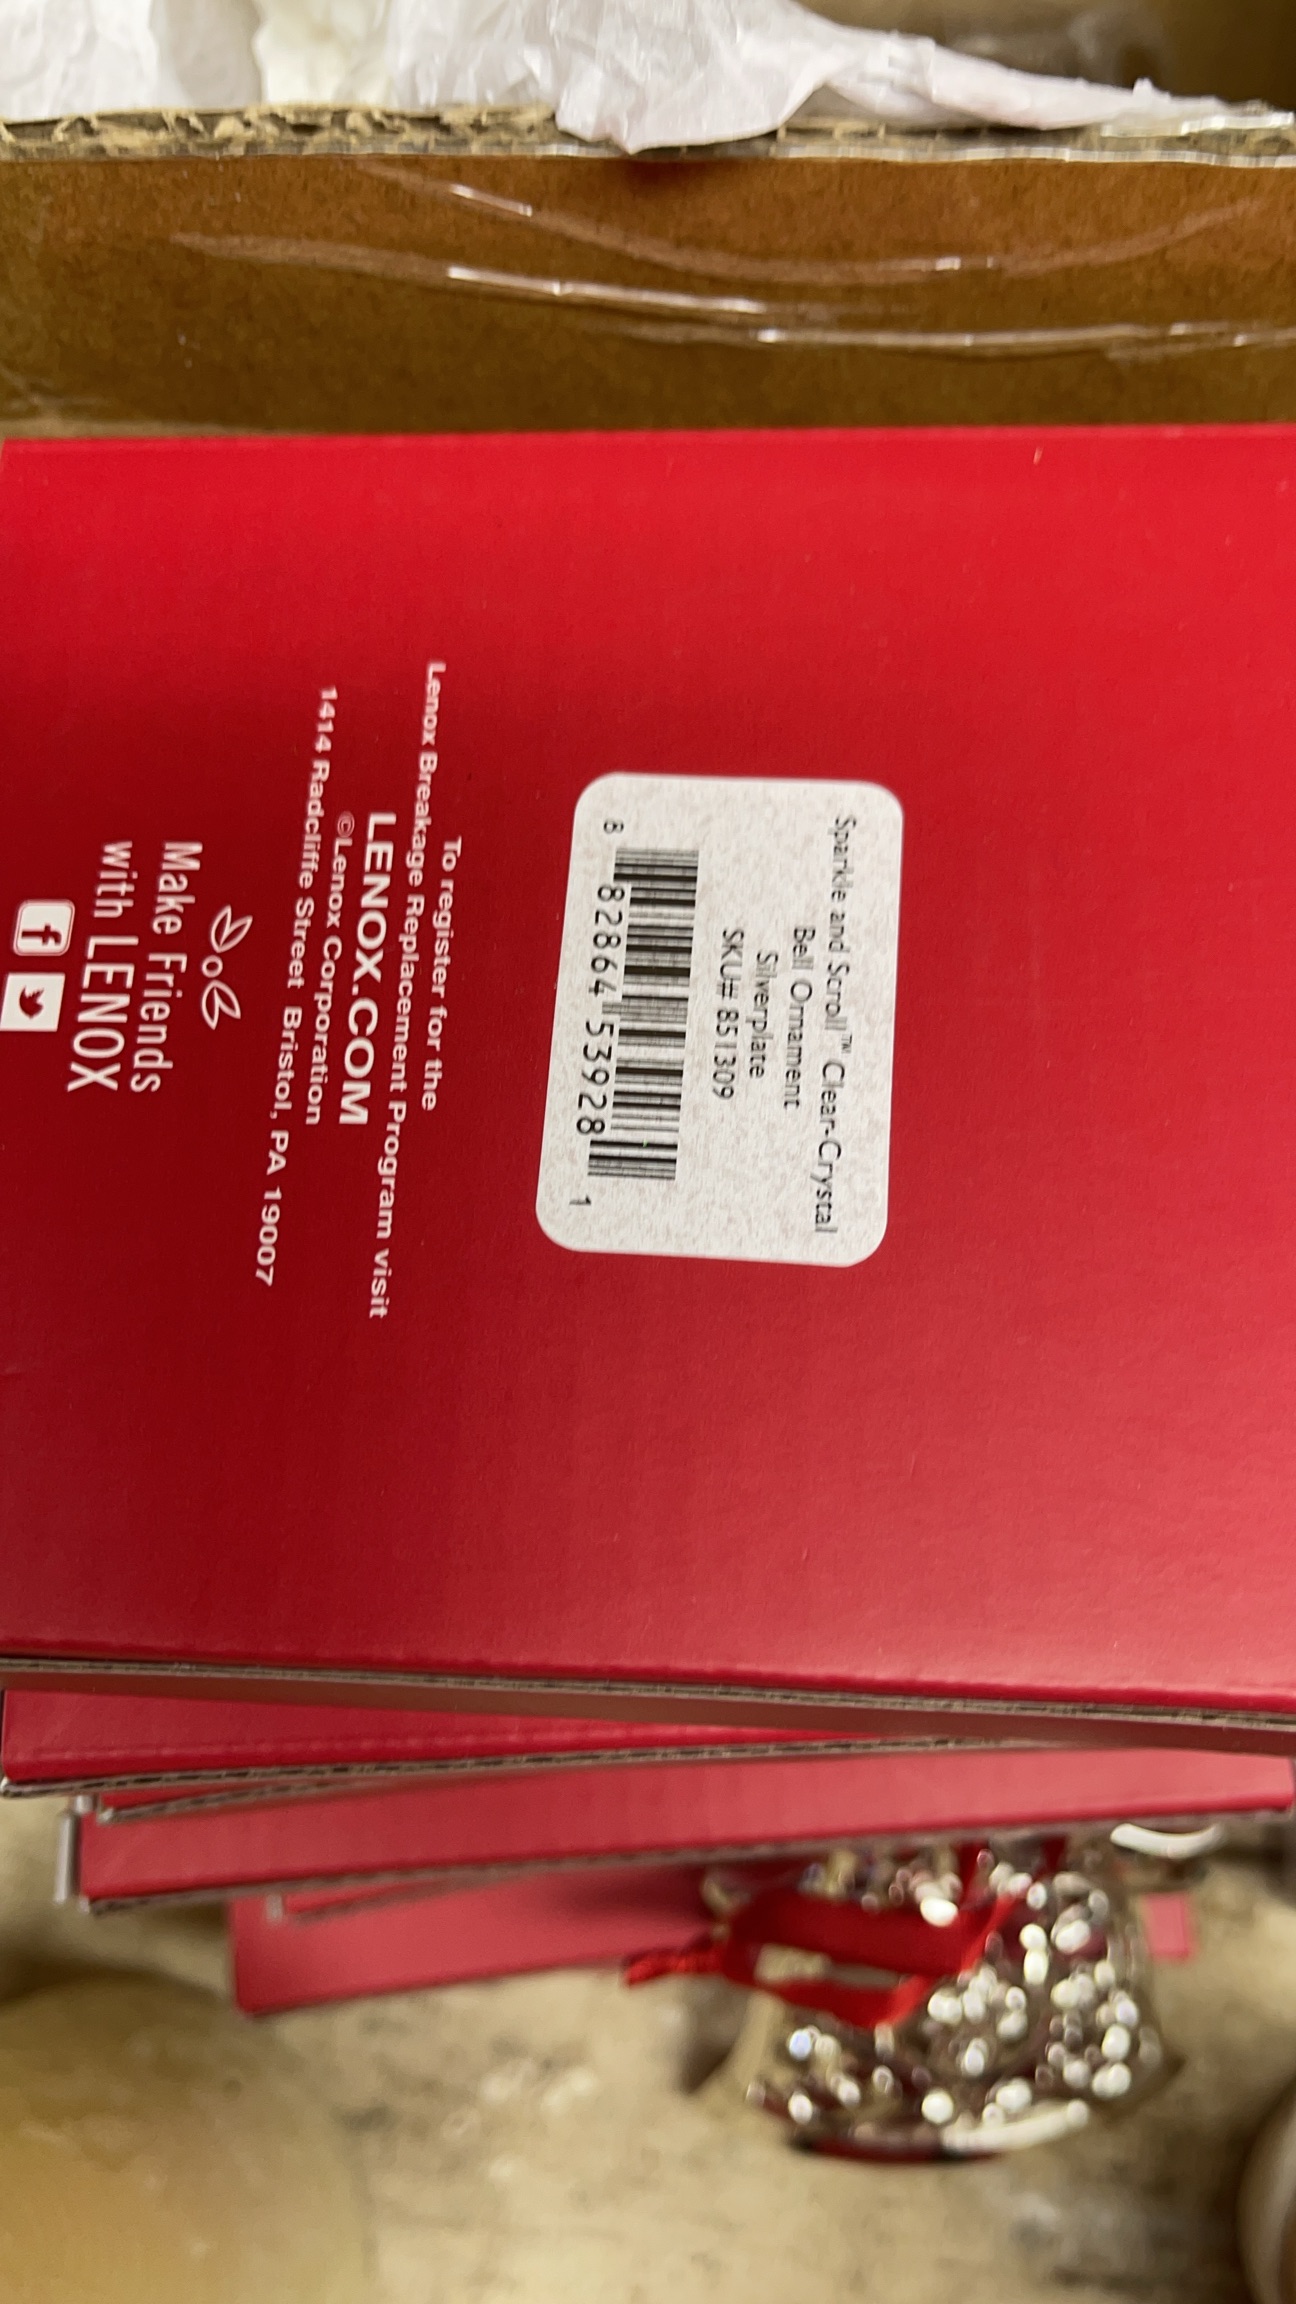 Sparkle and Scroll™ Clear-Crystal
Bell Ornament
Silverplate
SKU# 851309
8 82864 53928 1
To register for the
Lenox Breakage Replacement Program visit
LENOX.COM
©Lenox Corporation
1414 Radcliffe Street Bristol, PA 19007
Make Friends
with LENOX
f